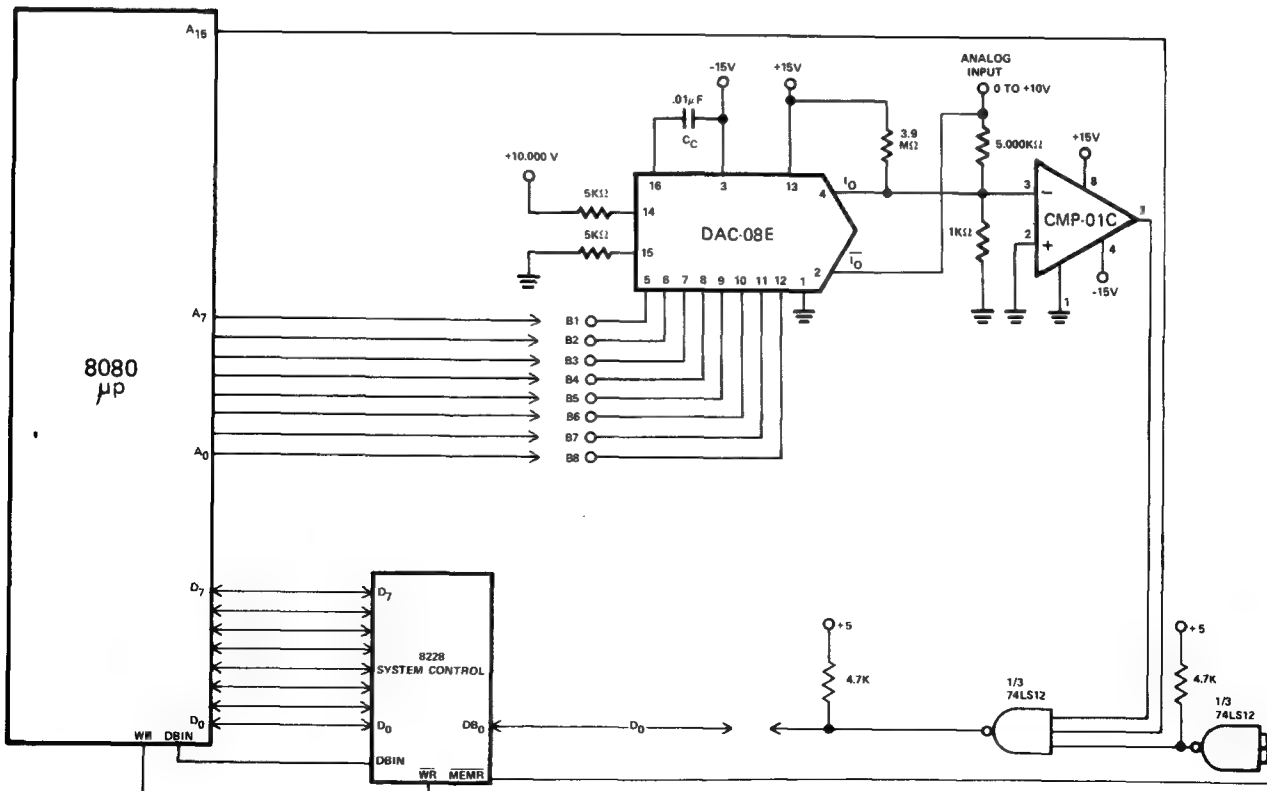 A15
-15V
+15V
ANALOG
INPUT
0 TO +10V
.01µF
CC
3.9
MΩ
5.000KΩ
+15V
+10.000 V
16
3
13
4
IO
3
−
8
5KΩ
14
DAC-08E
CMP-01C
1KΩ
2
+
4
5KΩ
15
IO
2
-15V
1
5
6
7
8
9
10
11
12
1
A7
B1
B2
B3
B4
B5
B6
B7
A0
B8
8080
µp
D7
D7
8228
SYSTEM CONTROL
+5
+5
4.7K
4.7K
1/3
74LS12
1/3
74LS12
D0
D0
DB0
D0
WR
DBIN
DBIN
WR
MEMR